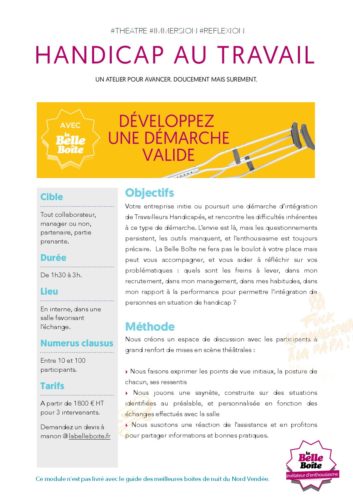 #THEATRE #IMMERSION #REFLEXION
HANDICAP AU TRAVAIL
UN ATELIER POUR AVANCER. DOUCEMENT MAIS SUREMENT.
AVEC
la
Belle
Boite
DÉVELOPPEZ
UNE DÉMARCHE
VALIDE
Cible
Tout collaborateur,
manager ou non,
partenaire, partie
prenante.
Durée
De 1h30 à 3h.
Lieu
En interne, dans une
salle favorisant
l'échange.
Numerus clausus
Entre 10 et 100
participants.
Tarifs
A partir de 1800 € HT
pour 3 intervenants.
Demandez un devis à
manon@labelleboite.fr
Objectifs
Votre entreprise initie ou poursuit une démarche d'intégration
de Travailleurs Handicapés, et rencontre les difficultés inhérentes
à ce type de démarche. L'envie est là, mais les questionnements
persistent, les outils manquent, et l'enthousiasme est toujours
précaire. La Belle Boite ne fera pas le boulot à votre place mais
peut vous accompagner, et vous aider à réfléchir sur vos
problématiques : quels sont les freins à lever, dans mon
recrutement, dans mon management, dans mes habitudes, dans
mon rapport à la performance pour permettre l'intégration de
personnes en situation de handicap ?
Méthode
Nous créons un espace de discussion avec les participants à
grand renfort de mises en scène théâtrales :
› Nous faisons exprimer les points de vue initiaux, la posture de
chacun, ses ressentis
› Nous jouons une saynète, construite sur des situations
identifiées au préalable, et personnalisée en fonction des
échanges effectués avec la salle
› Nous suscitons une réaction de l'assistance et en profitons
pour partager informations et bonnes pratiques.
la
Belle
Boite
Ce module n'est pas livré avec le guide des meilleures boites de nuit du Nord Vendée.